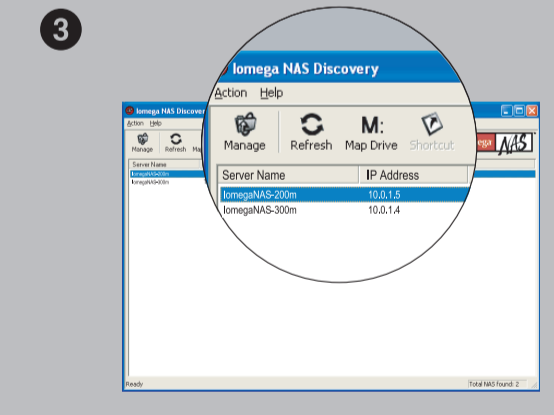 3
Iomega NAS Discovery
Action Help
Manage Refresh Map Drive M: Shortcut
Server Name IP Address
IomegaNAS-200m 10.0.1.5
IomegaNAS-300m 10.0.1.4
Iomega NAS Discover
Action Help
Manage Refresh Ma
ega NAS
Server Name
IomegaNAS-200m
IomegaNAS-300m
Ready Total NAS found: 2